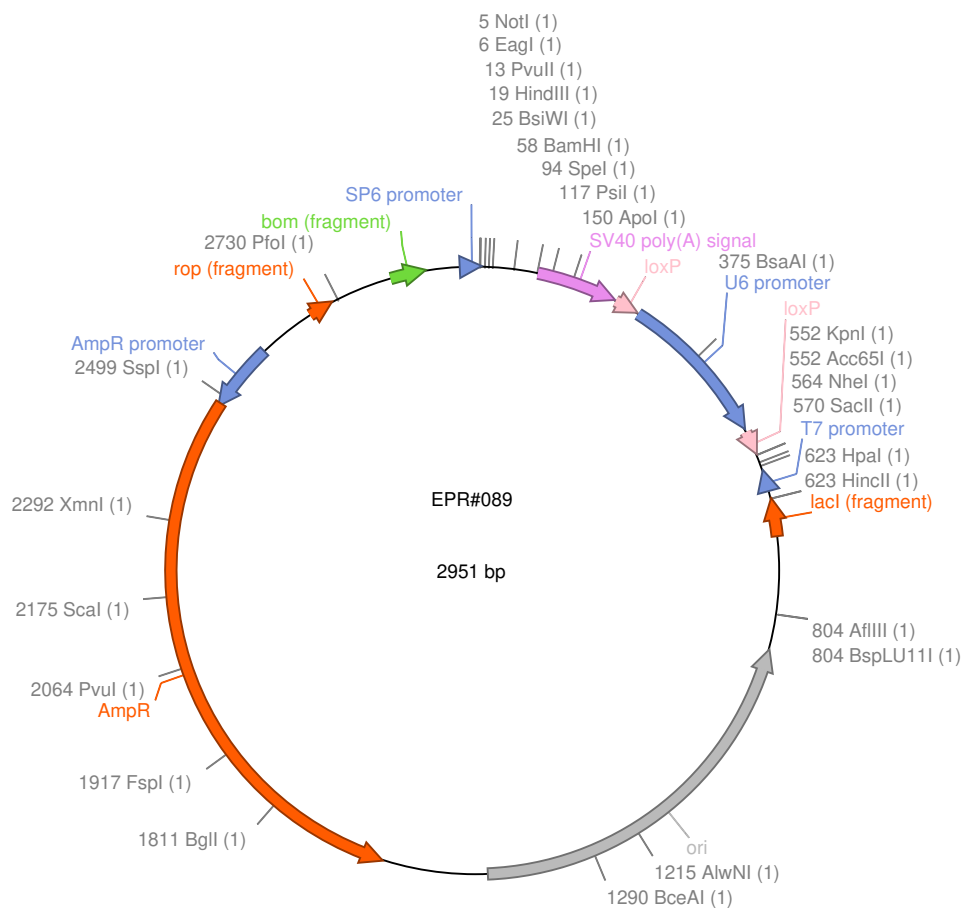 5 NotI (1)
6 EagI (1)
13 PvuII (1)
19 HindIII (1)
25 BsiWI (1)
58 BamHI (1)
94 SpeI (1)
117 PsiI (1)
150 ApoI (1)
SV40 poly(A) signal
loxP
375 BsaAI (1)
U6 promoter
loxP
552 KpnI (1)
552 Acc65I (1)
564 NheI (1)
570 SacII (1)
T7 promoter
623 HpaI (1)
623 HincII (1)
lacI (fragment)
804 AflIII (1)
804 BspLU11I (1)
ori
1215 AlwNI (1)
1290 BceAI (1)
1811 BglI (1)
1917 FspI (1)
AmpR
2064 PvuI (1)
2175 ScaI (1)
2292 XmnI (1)
2499 SspI (1)
AmpR promoter
rop (fragment)
2730 PfoI (1)
bom (fragment)
SP6 promoter
EPR#089
2951 bp